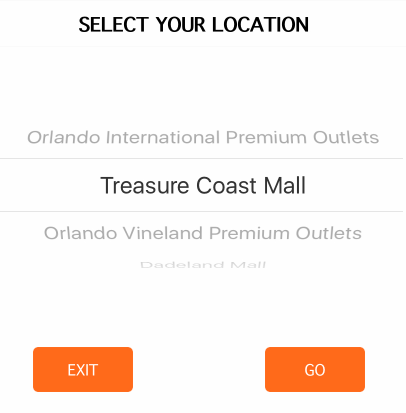 SELECT YOUR LOCATION
Orlando International Premium Outlets
Treasure Coast Mall
Orlando Vineland Premium Outlets
Dadeland Mall
EXIT
GO